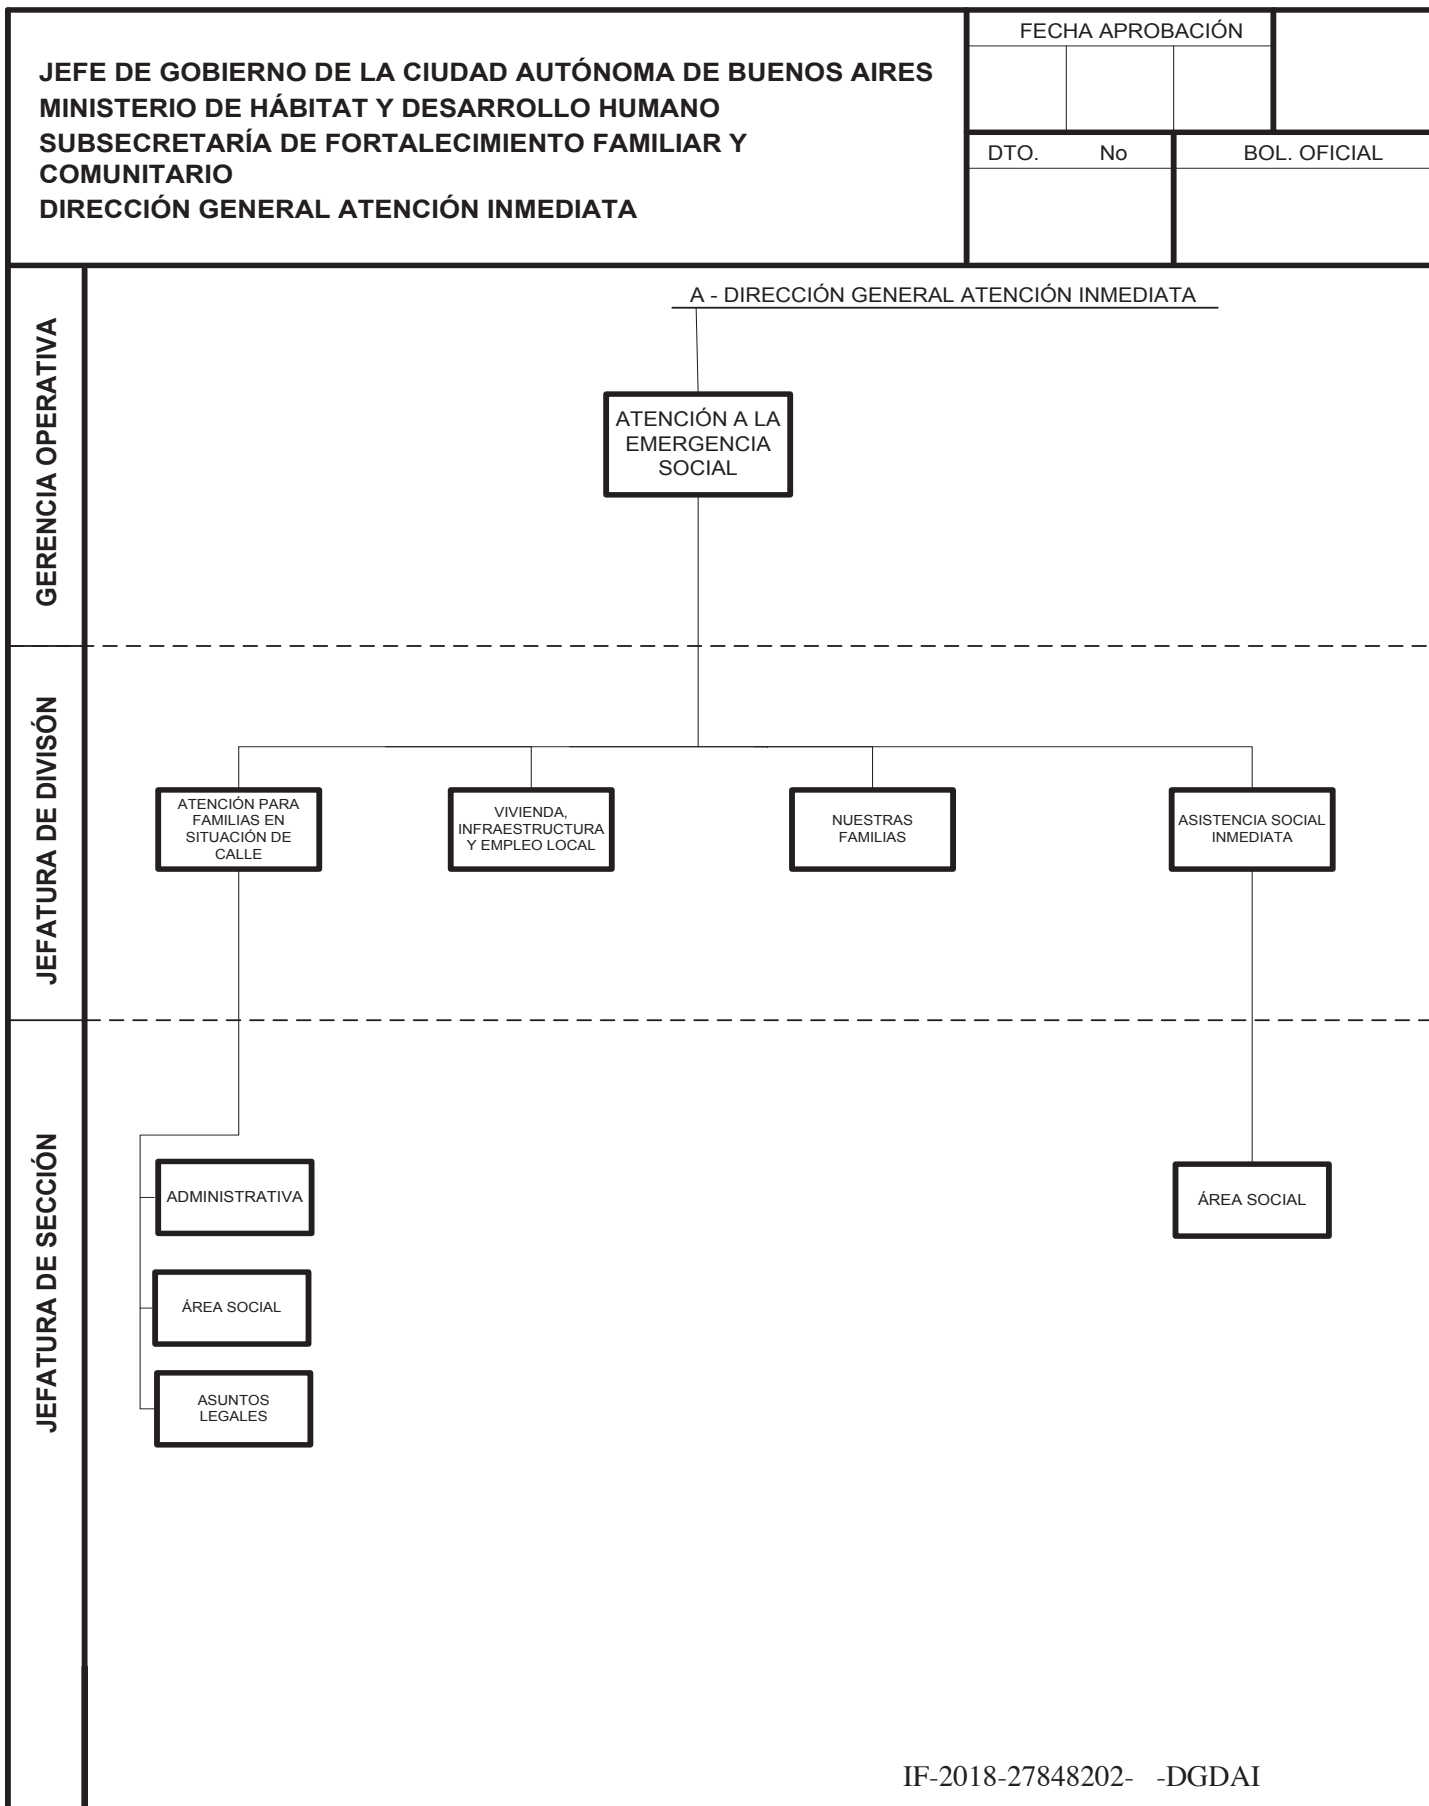 JEFE DE GOBIERNO DE LA CIUDAD AUTÓNOMA DE BUENOS AIRES
MINISTERIO DE HÁBITAT Y DESARROLLO HUMANO
SUBSECRETARÍA DE FORTALECIMIENTO FAMILIAR Y
COMUNITARIO
DIRECCIÓN GENERAL ATENCIÓN INMEDIATA
FECHA APROBACIÓN
DTO. No
BOL. OFICIAL
GERENCIA OPERATIVA
A - DIRECCIÓN GENERAL ATENCIÓN INMEDIATA
ATENCIÓN A LA
EMERGENCIA
SOCIAL
JEFATURA DE DIVISÓN
ATENCIÓN PARA
FAMILIAS EN
SITUACIÓN DE
CALLE
VIVIENDA,
INFRAESTRUCTURA
Y EMPLEO LOCAL
NUESTRAS
FAMILIAS
ASISTENCIA SOCIAL
INMEDIATA
JEFATURA DE SECCIÓN
ADMINISTRATIVA
ÁREA SOCIAL
ASUNTOS
LEGALES
ÁREA SOCIAL
IF-2018-27848202- -DGDAI